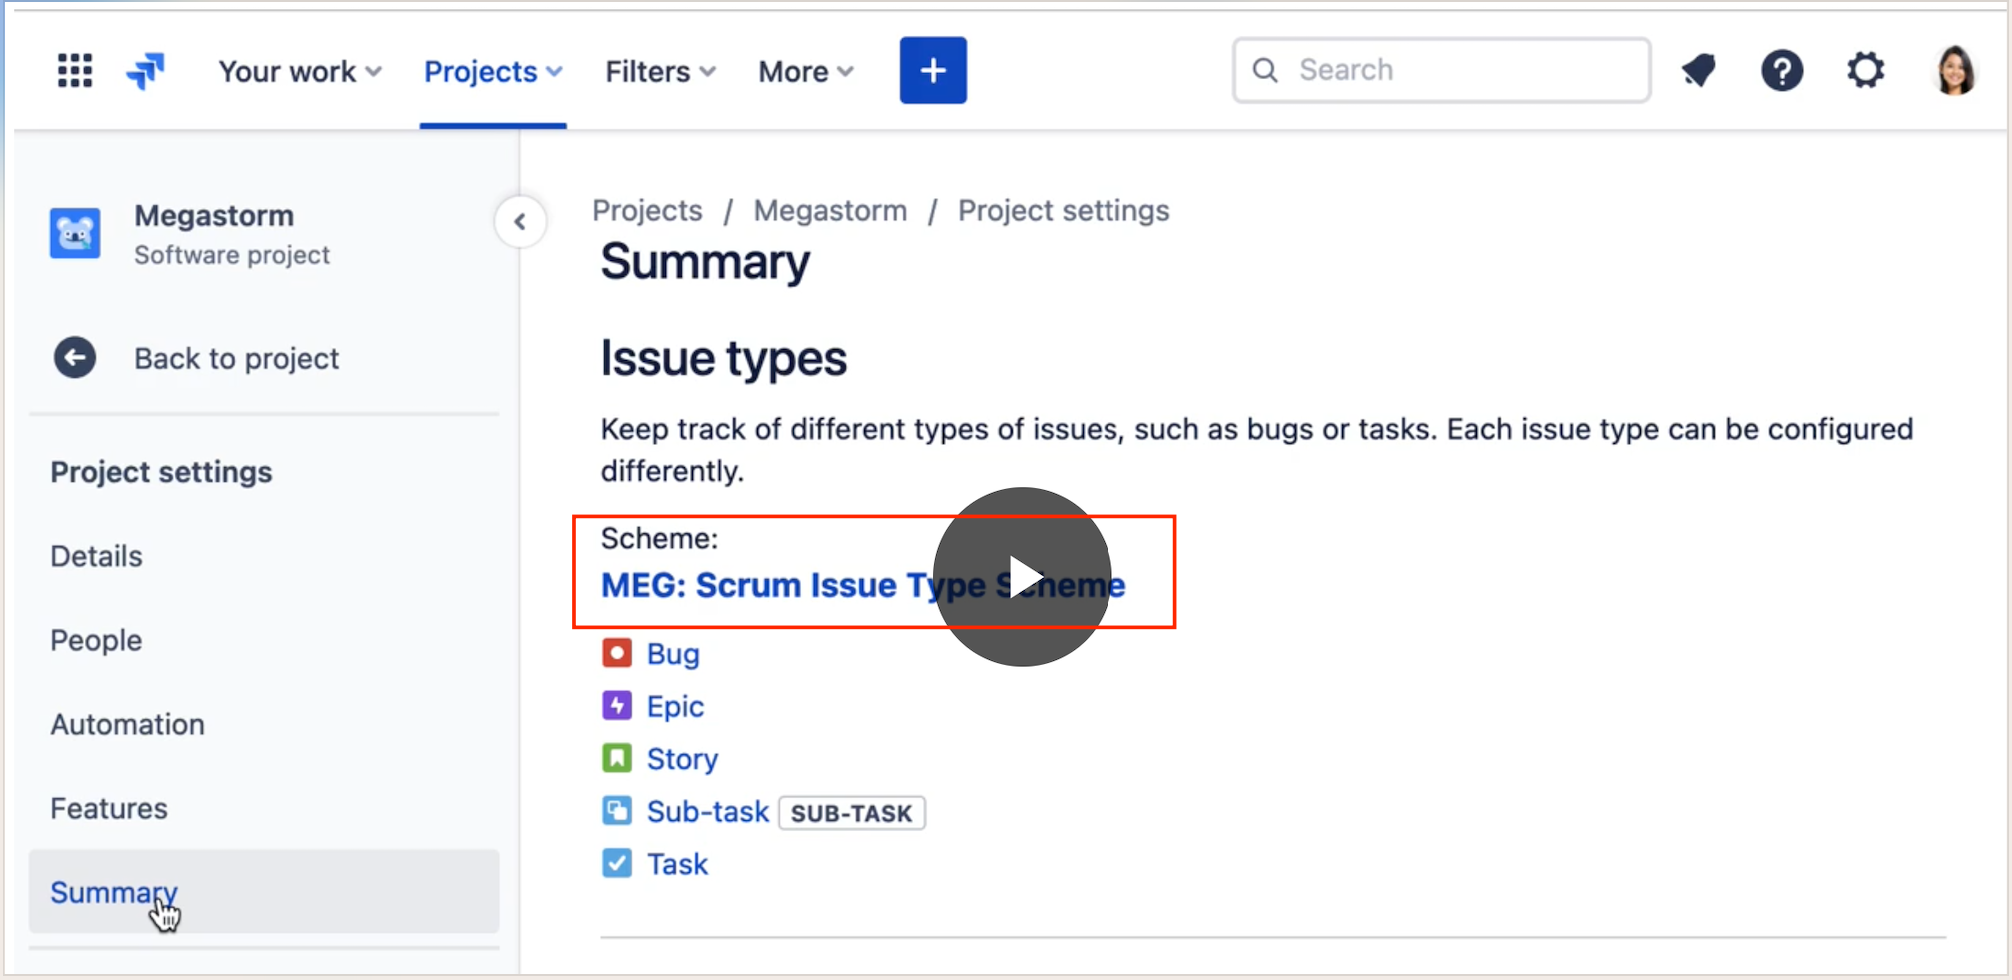 Your work Projects Filters More + Search
Megastorm
Software project
Back to project
Project settings
Details
People
Automation
Features
Summary
Projects / Megastorm / Project settings
Summary
Issue types
Keep track of different types of issues, such as bugs or tasks. Each issue type can be configured
differently.
Scheme:
MEG: Scrum Issue Type Scheme
Bug
Epic
Story
Sub-task SUB-TASK
Task